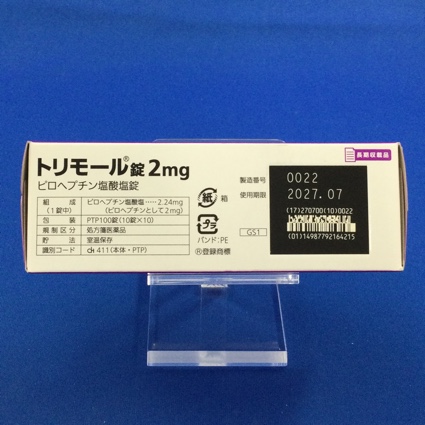 長期収載品
トリモール®錠2mg
ピロヘプチン塩酸塩錠
組成(1錠中) ピロヘプチン塩酸塩……2.24mg
(ピロヘプチンとして2mg)
包装 PTP100錠(10錠×10)
規制区分 処方箋医薬品
貯法 室温保存
識別コード ch 411(本体・PTP)
紙 箱
プラ
バンド:PE
®登録商標
製造番号 0022
使用期限 2027.07
GS1
(17)270700(10)0022
(01)14987792164215